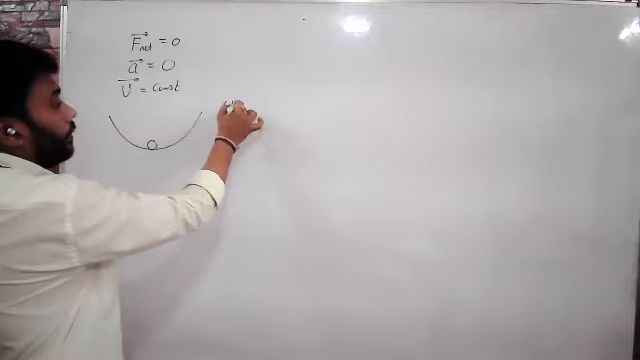 F⃗net = 0
a⃗ = 0
v⃗ = const